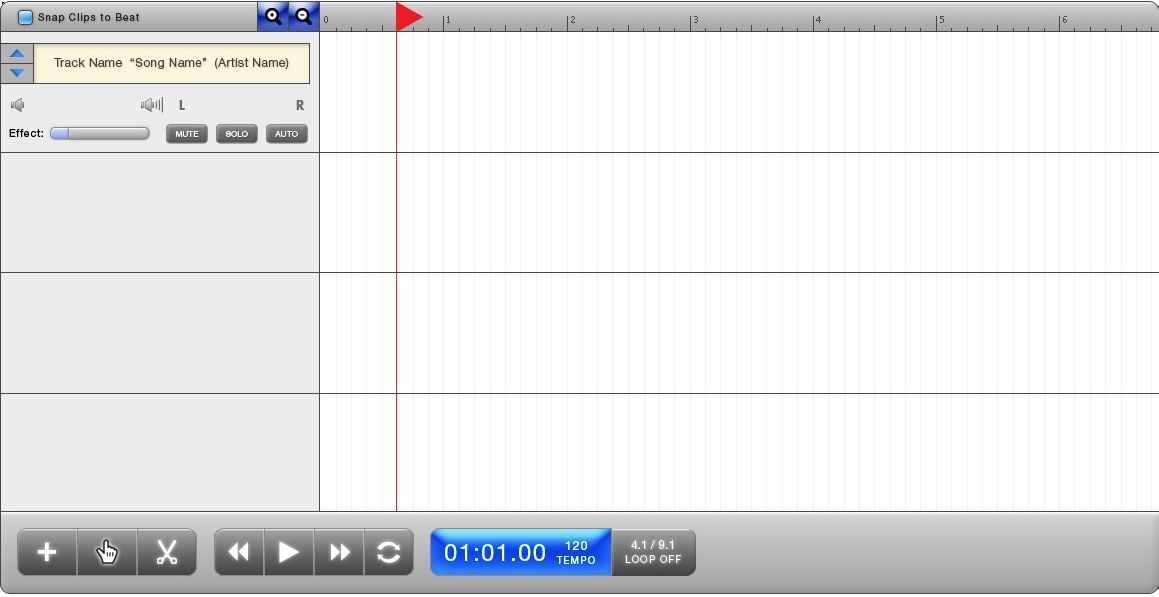 Snap Clips to Beat
0 1 2 3 4 5 6
Track Name “Song Name” (Artist Name)
L R
Effect: MUTE SOLO AUTO
01:01.00 120 TEMPO
4.1 / 9.1
LOOP OFF